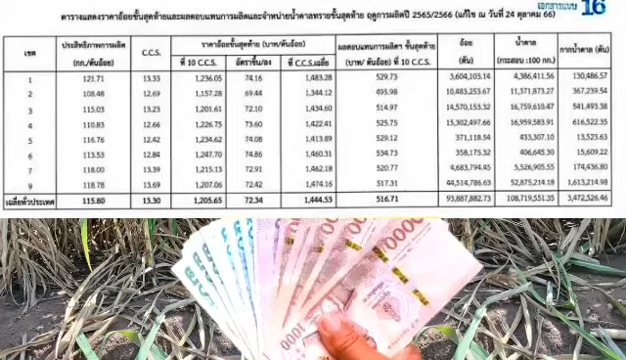 เอกสารแนบ 16
ตารางแสดงราคาอ้อยขั้นสุดท้ายและผลตอบแทนการผลิตและจำหน่ายน้ำตาลทรายขั้นสุดท้าย ฤดูการผลิตปี 2565/2566 (แก้ไข ณ วันที่ 24 ตุลาคม 66)
เขต ประสิทธิภาพการผลิต C.C.S. ราคาอ้อยขั้นสุดท้าย (บาท/ตันอ้อย) ผลตอบแทนการผลิตฯ ขั้นสุดท้าย อ้อย น้ำตาล กากน้ำตาล (ตัน)
(กก./ตันอ้อย) ที่ 10 C.C.S. อัตราขึ้น/ลง ที่ C.C.S.เฉลี่ย (บาท/ ตันอ้อย) ที่ 10 C.C.S. (ตัน) (กระสอบ :100 กก.)
1 121.71 13.33 1,236.05 74.16 1,483.28 529.73 3,604,103.14 4,386,411.56 130,486.57
2 108.48 12.69 1,157.28 69.44 1,344.12 495.98 10,483,253.67 11,371,873.27 367,239.54
3 115.03 13.23 1,201.61 72.10 1,434.60 514.97 14,570,153.32 16,759,610.47 541,493.38
4 110.83 12.66 1,226.75 73.60 1,422.41 525.75 15,302,497.66 16,959,583.91 616,522.35
5 116.76 12.42 1,234.62 74.08 1,413.89 529.12 371,118.54 433,307.10 13,523.63
6 113.53 12.84 1,247.70 74.86 1,460.31 534.73 358,175.32 406,645.30 15,609.22
7 118.00 13.39 1,215.13 72.91 1,462.18 520.77 4,683,794.45 5,526,905.55 174,436.80
9 118.78 13.69 1,207.06 72.42 1,474.16 517.31 44,514,786.63 52,875,214.18 1,613,214.98
เฉลี่ยทั่วประเทศ 115.80 13.30 1,205.65 72.34 1,444.53 516.71 93,887,882.73 108,719,551.35 3,472,526.46
1000
1000